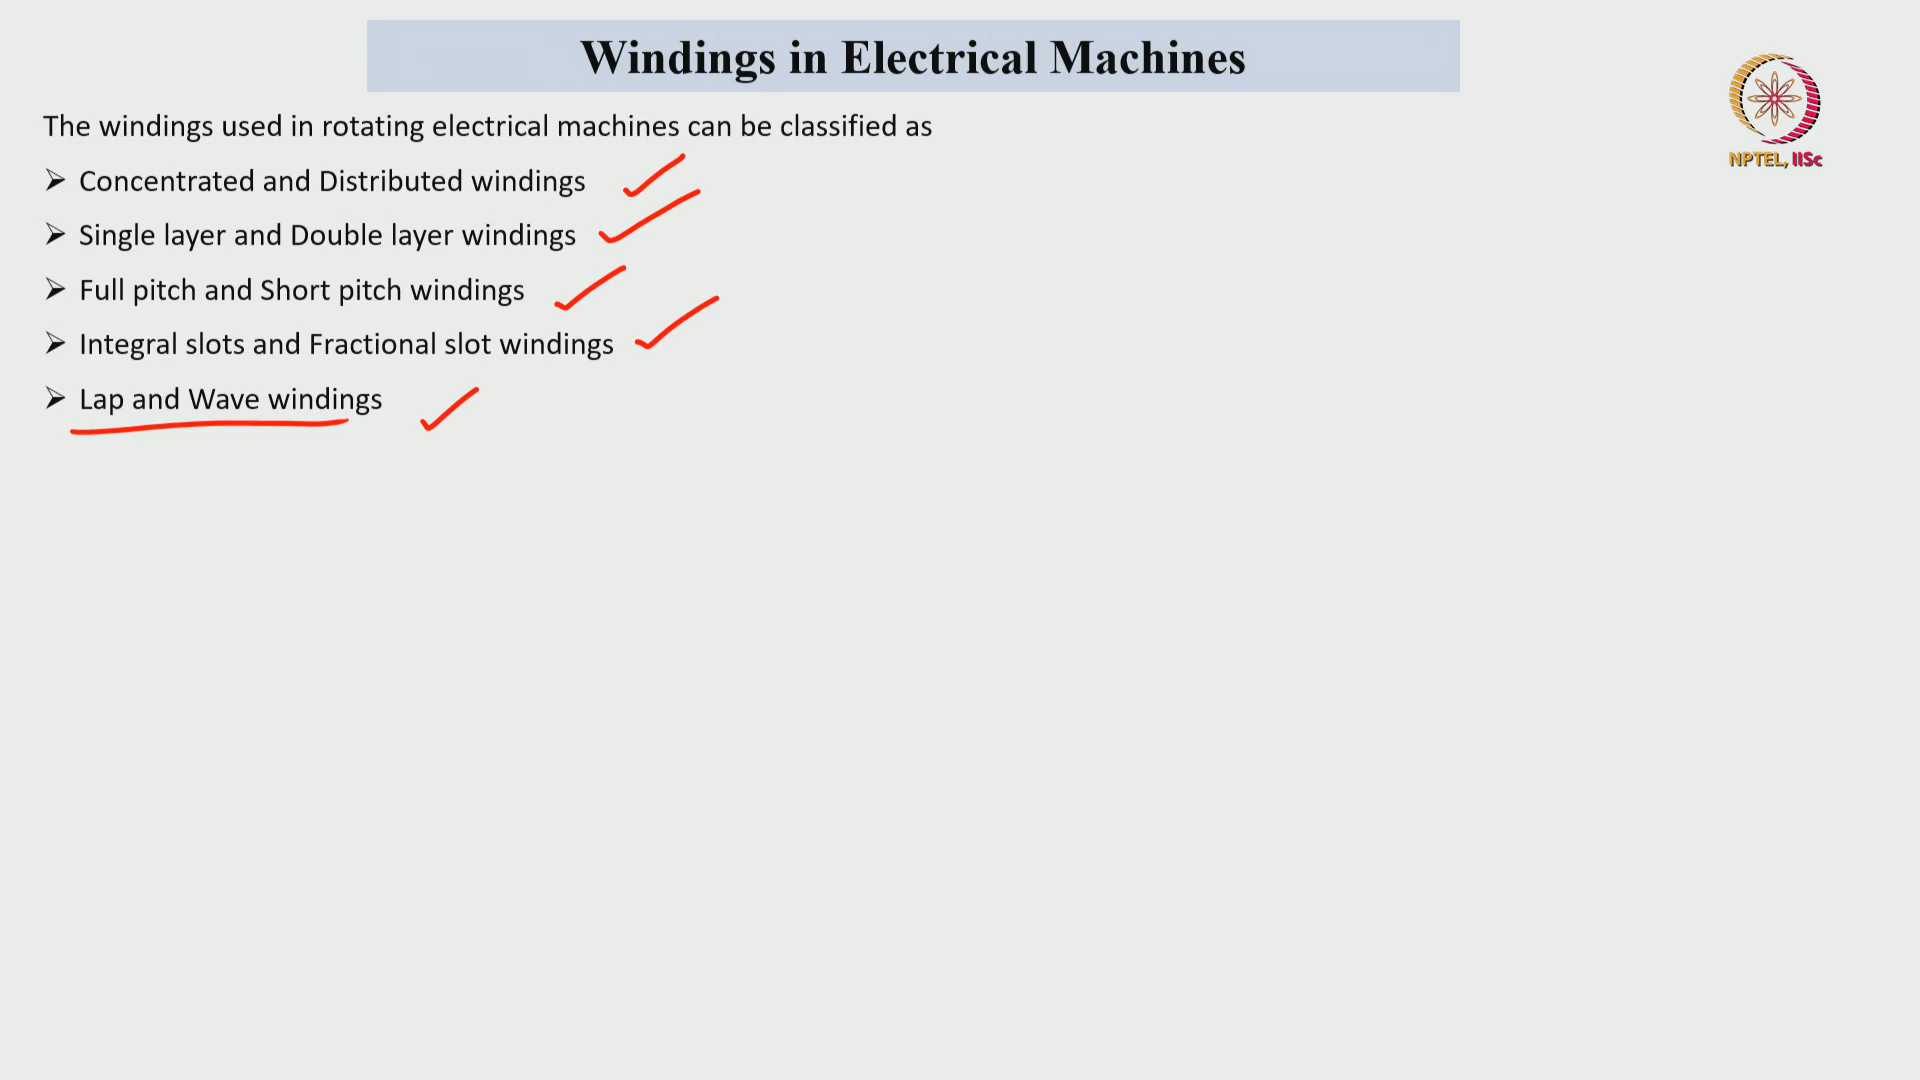 Windings in Electrical Machines
The windings used in rotating electrical machines can be classified as
➢ Concentrated and Distributed windings
➢ Single layer and Double layer windings
➢ Full pitch and Short pitch windings
➢ Integral slots and Fractional slot windings
➢ Lap and Wave windings
NPTEL, IISc